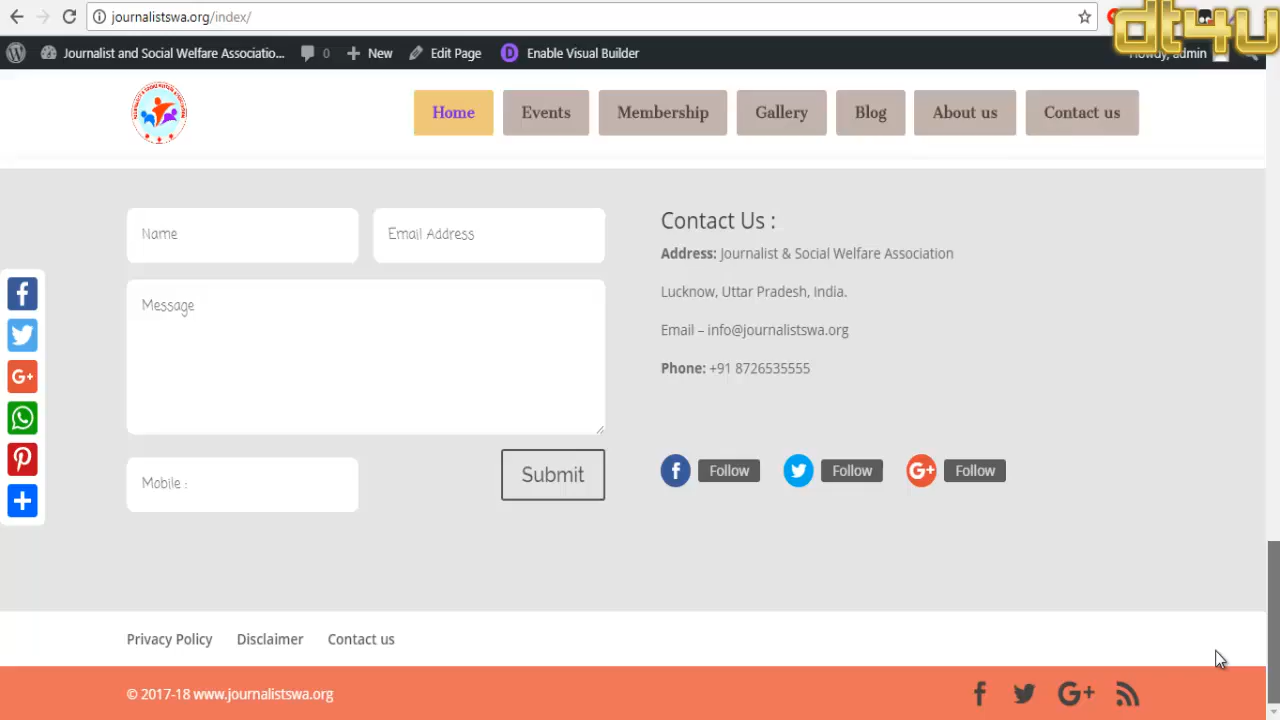 journalistswa.org/index/
dt4u
Journalist and Social Welfare Associatio... 0 New Edit Page D Enable Visual Builder Howdy, admin
Home Events Membership Gallery Blog About us Contact us
Name Email Address
Message
Mobile :
Submit
Contact Us :
Address: Journalist & Social Welfare Association
Lucknow, Uttar Pradesh, India.
Email – info@journalistswa.org
Phone: +91 8726535555
Follow Follow Follow
Privacy Policy Disclaimer Contact us
© 2017-18 www.journalistswa.org